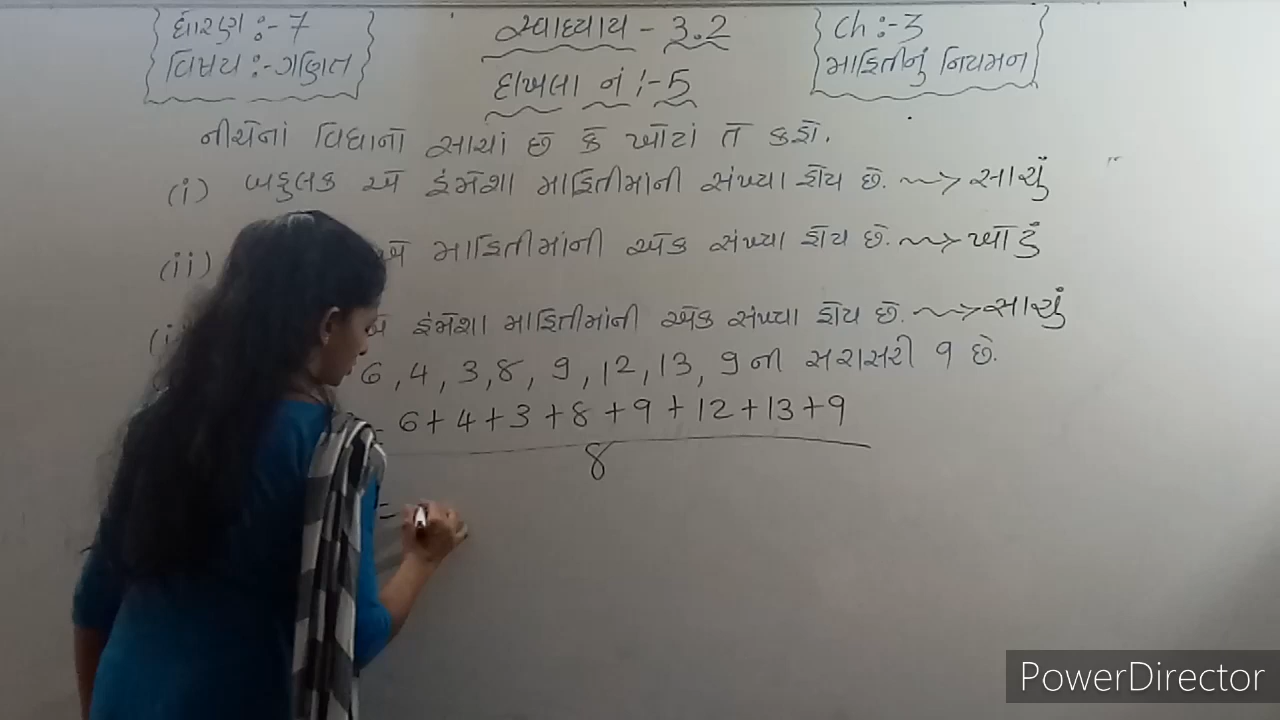 ધોરણ :- 7
વિષય :- ગણિત
સ્વાધ્યાય - 3.2
દાખલા નં :- 5
Ch :- 3
માહિતીનું નિયમન
નીચેનાં વિધાનો સાચાં છે કે ખોટાં તે કહો.
(i) બહુલક એ હંમેશા માહિતીમાંની સંખ્યા હોય છે. ~~> સાચું
(ii) એ માહિતીમાંની એક સંખ્યા હોય છે. ~~> ખોટું
હંમેશા માહિતીમાંની એક સંખ્યા હોય છે. ~~> સાચું
6, 4, 3, 8, 9, 12, 13, 9 ની સરાસરી 9 છે.
= 6 + 4 + 3 + 8 + 9 + 12 + 13 + 9
8
=
PowerDirector